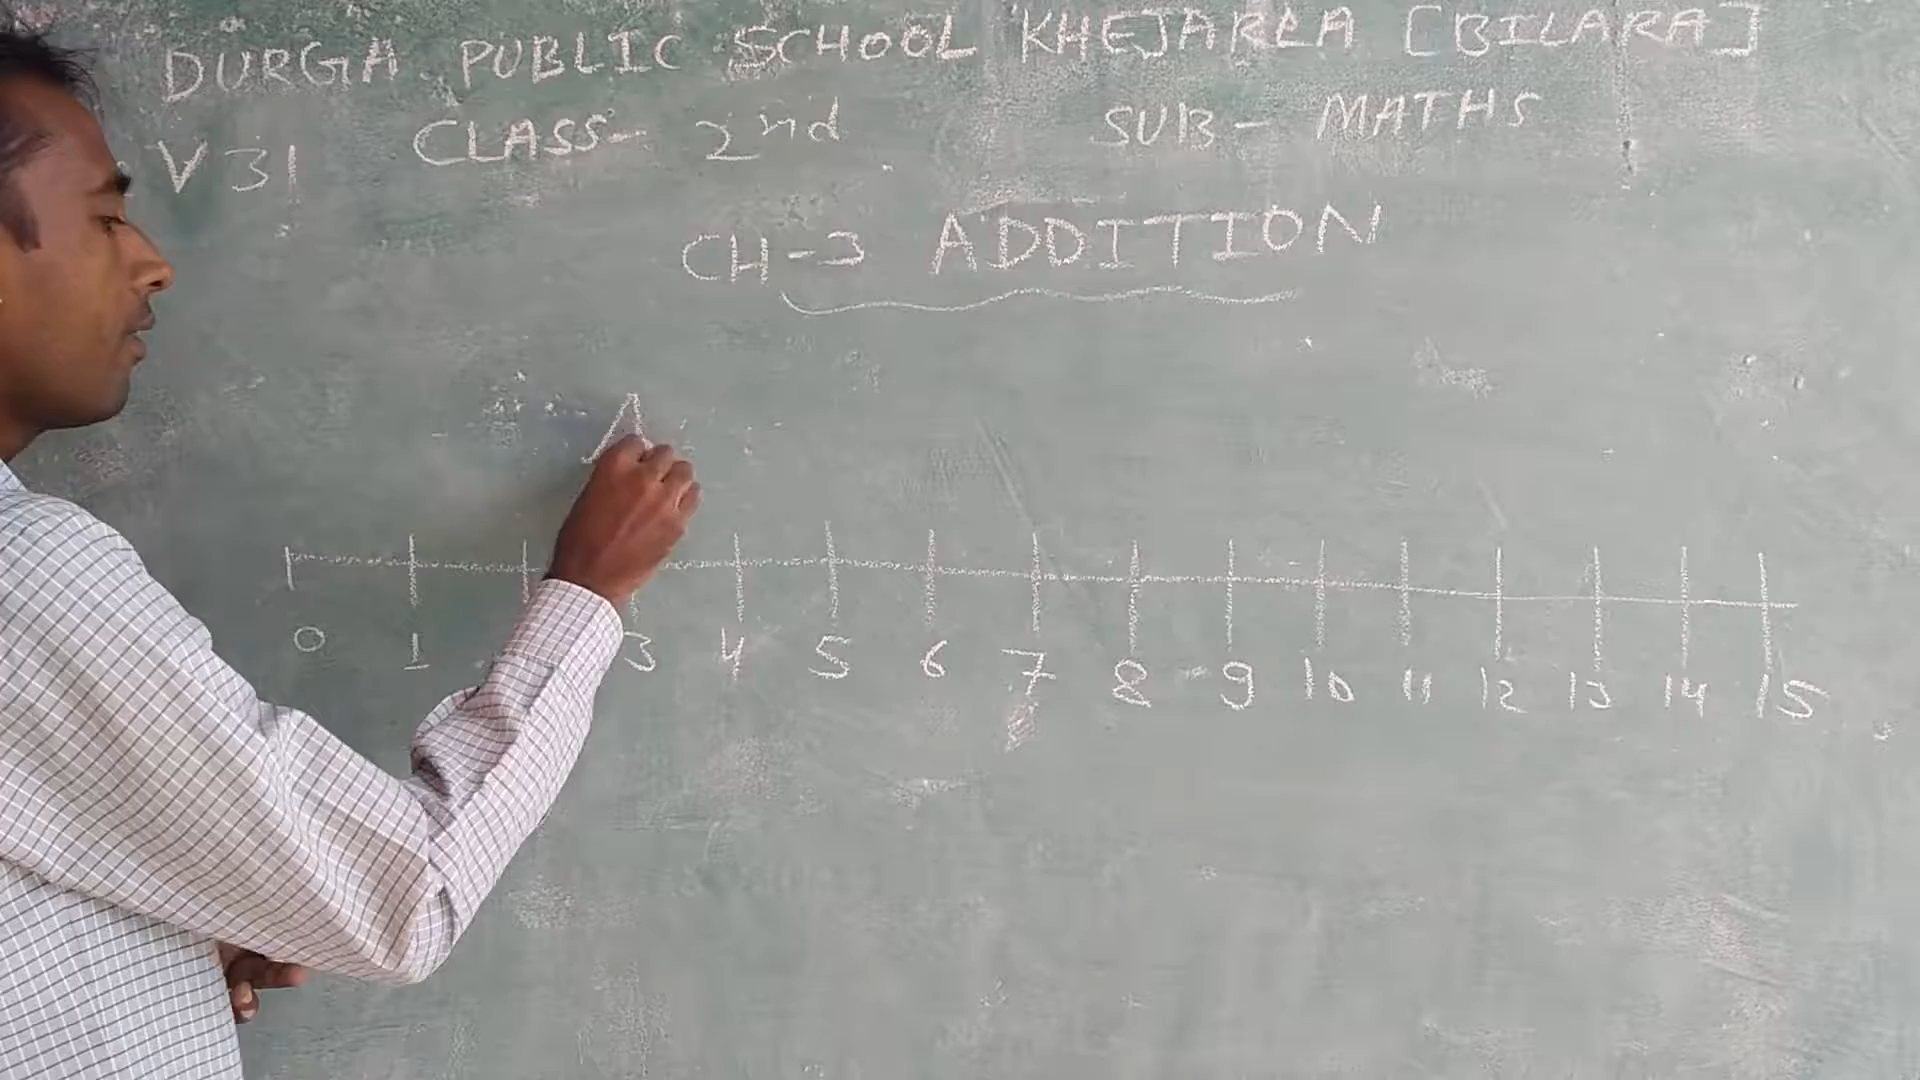 DURGA PUBLIC SCHOOL KHEJARLA [BILARA]
V31 CLASS- 2nd SUB- MATHS
CH-3 ADDITION
A
0 1 3 4 5 6 7 8 9 10 11 12 13 14 15